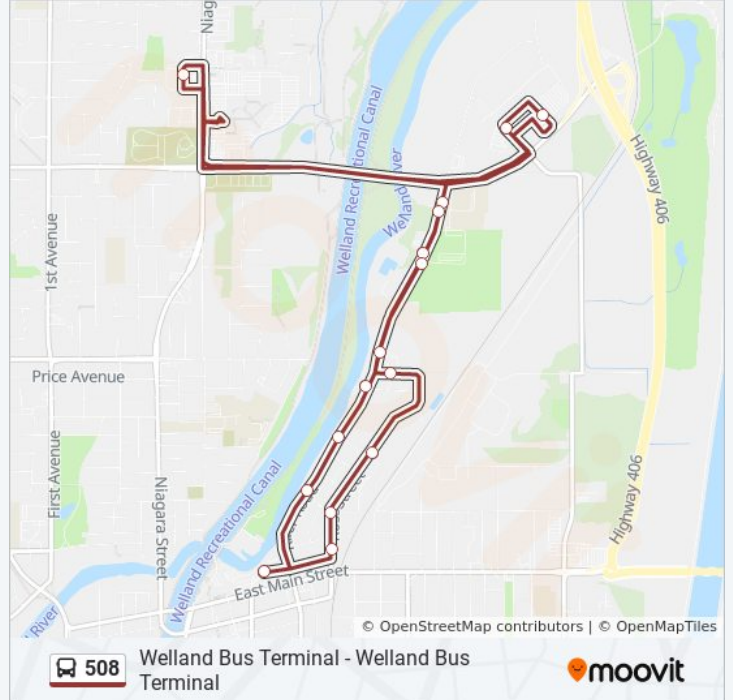 Niag
Welland Recreational Canal
Welland River
Highway 406
1st Avenue
Price Avenue
First Avenue
Niagara Street
Welland Recreational Canal
Highway 406
East Main Street
l River
© OpenStreetMap contributors | © OpenMapTiles
508
Welland Bus Terminal - Welland Bus
Terminal
moovit